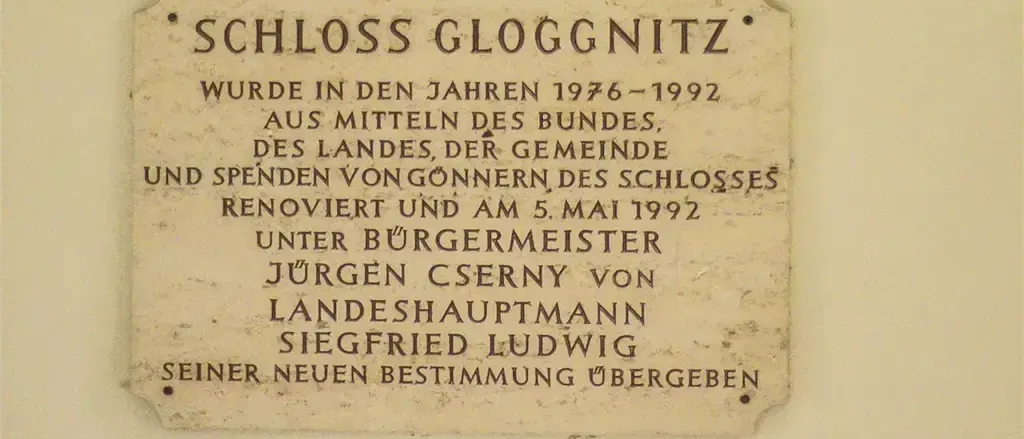 SCHLOSS GLOGGNITZ
WURDE IN DEN JAHREN 1976-1992
AUS MITTELN DES BUNDES,
DES LANDES, DER GEMEINDE
UND SPENDEN VON GÖNNERN DES SCHLOSSES
RENOVIERT UND AM 5. MAI 1992
UNTER BÜRGERMEISTER
JÜRGEN CSERNY VON
LANDESHAUPTMANN
SIEGFRIED LUDWIG
SEINER NEUEN BESTIMMUNG ÜBERGEBEN